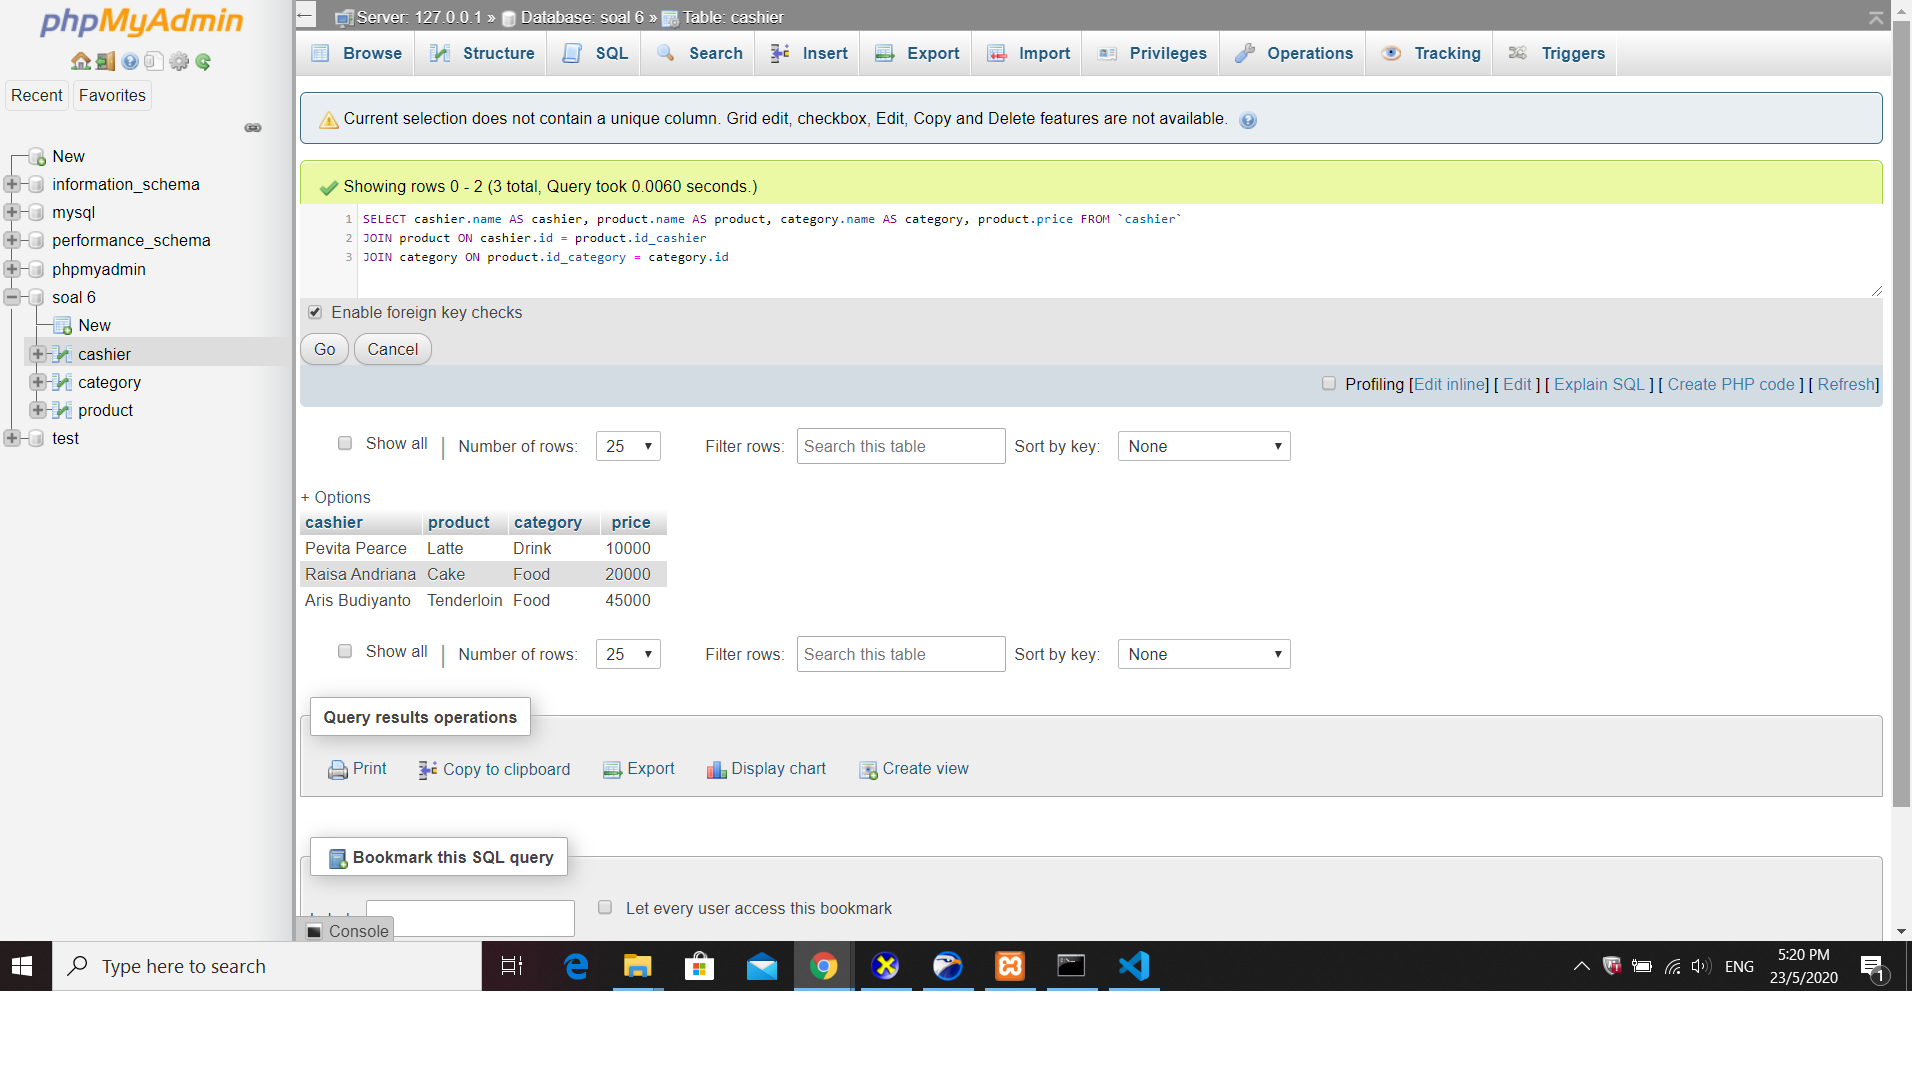 phpMyAdmin
Recent Favorites
New
information_schema
mysql
performance_schema
phpmyadmin
soal 6
New
cashier
category
product
test
Server: 127.0.0.1 » Database: soal 6 » Table: cashier
Browse Structure SQL Search Insert Export Import Privileges Operations Tracking Triggers
Current selection does not contain a unique column. Grid edit, checkbox, Edit, Copy and Delete features are not available.
Showing rows 0 - 2 (3 total, Query took 0.0060 seconds.)
1 SELECT cashier.name AS cashier, product.name AS product, category.name AS category, product.price FROM `cashier`
2 JOIN product ON cashier.id = product.id_cashier
3 JOIN category ON product.id_category = category.id
Enable foreign key checks
Go Cancel
Profiling [Edit inline] [ Edit ] [ Explain SQL ] [ Create PHP code ] [ Refresh]
Show all | Number of rows: 25 Filter rows: Search this table Sort by key: None
+ Options
cashier product category price
Pevita Pearce Latte Drink 10000
Raisa Andriana Cake Food 20000
Aris Budiyanto Tenderloin Food 45000
Show all | Number of rows: 25 Filter rows: Search this table Sort by key: None
Query results operations
Print Copy to clipboard Export Display chart Create view
Bookmark this SQL query
Let every user access this bookmark
Console
Type here to search
ENG
5:20 PM
23/5/2020
1